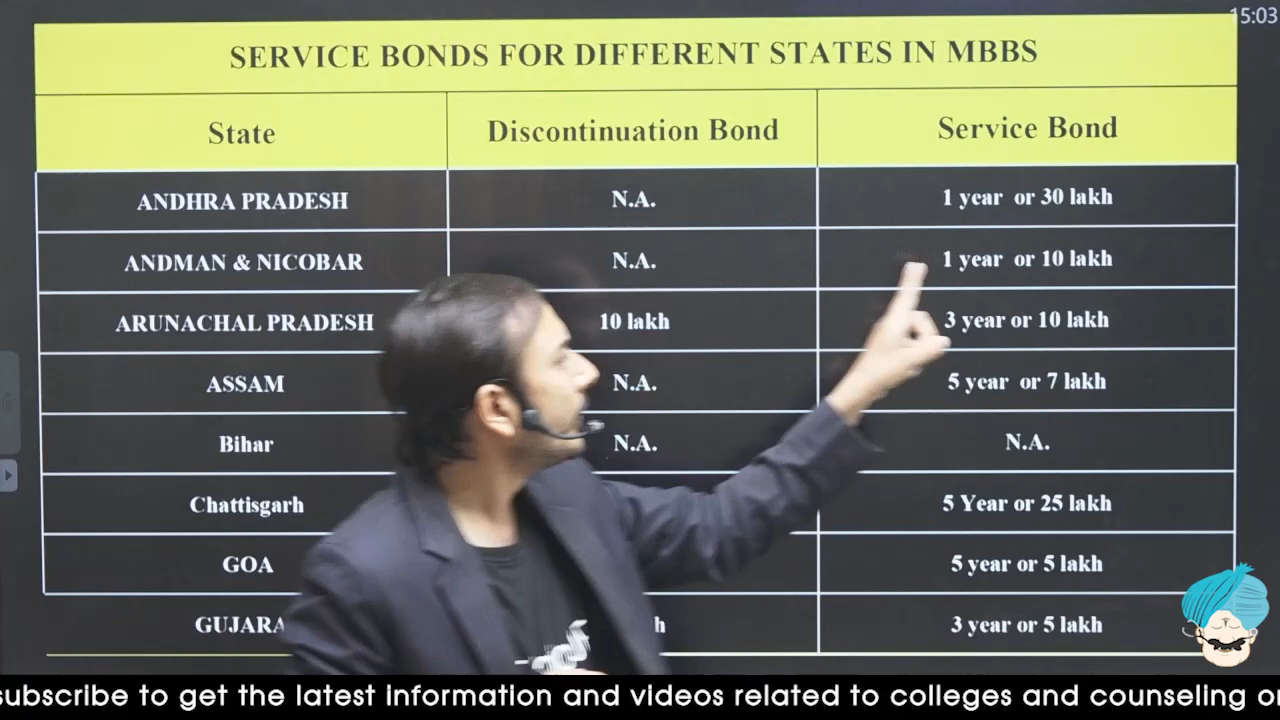 15:03
SERVICE BONDS FOR DIFFERENT STATES IN MBBS
State Discontinuation Bond Service Bond
ANDHRA PRADESH N.A. 1 year or 30 lakh
ANDMAN & NICOBAR N.A. 1 year or 10 lakh
ARUNACHAL PRADESH 10 lakh 3 year or 10 lakh
ASSAM N.A. 5 year or 7 lakh
Bihar N.A. N.A.
Chattisgarh 5 Year or 25 lakh
GOA 5 year or 5 lakh
GUJARA 3 year or 5 lakh
subscribe to get the latest information and videos related to colleges and counseling